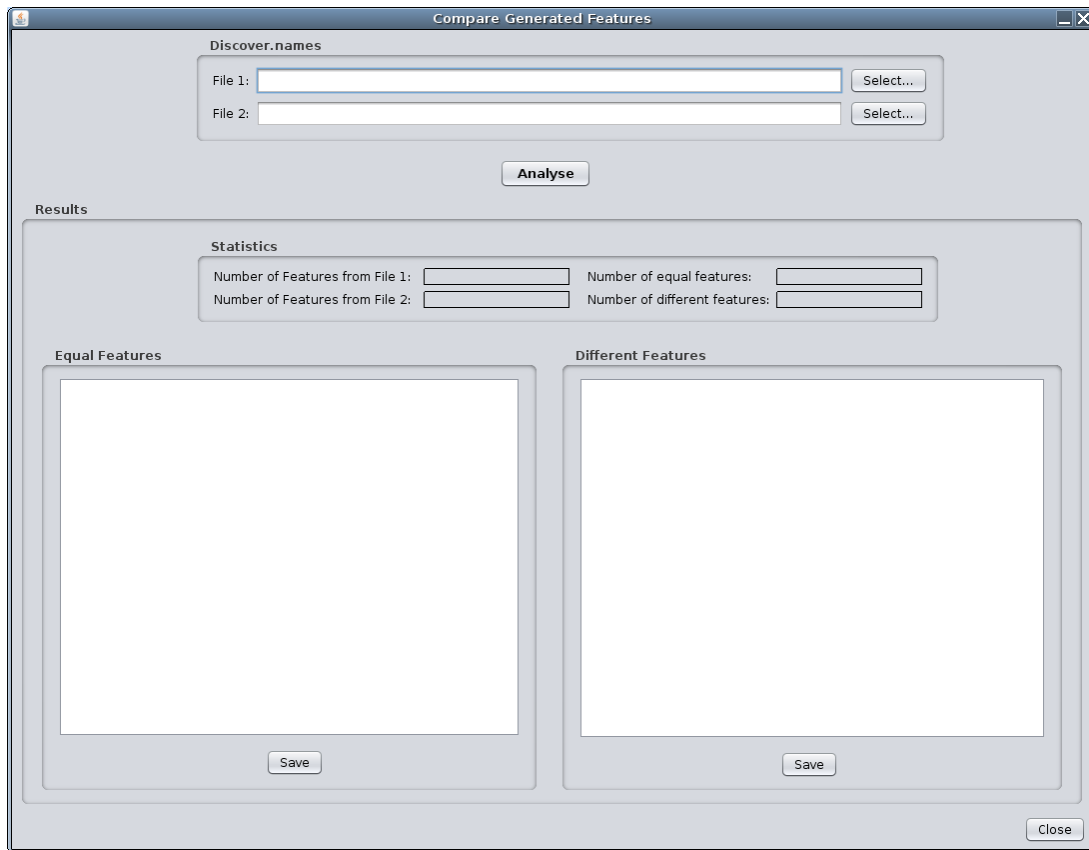 Compare Generated Features
Discover.names
File 1: Select...
File 2: Select...
Analyse
Results
Statistics
Number of Features from File 1: Number of equal features:
Number of Features from File 2: Number of different features:
Equal Features Different Features
Save Save
Close